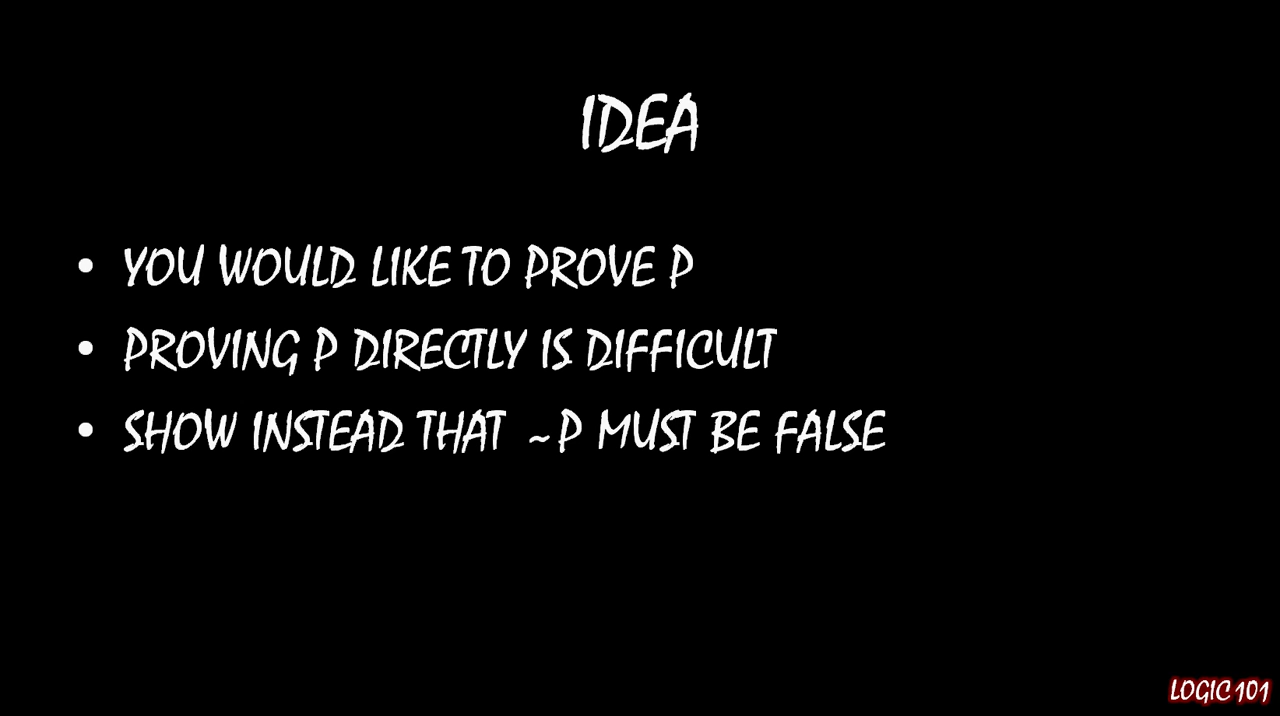 IDEA
• YOU WOULD LIKE TO PROVE P
• PROVING P DIRECTLY IS DIFFICULT
• SHOW INSTEAD THAT ~P MUST BE FALSE
LOGIC 101